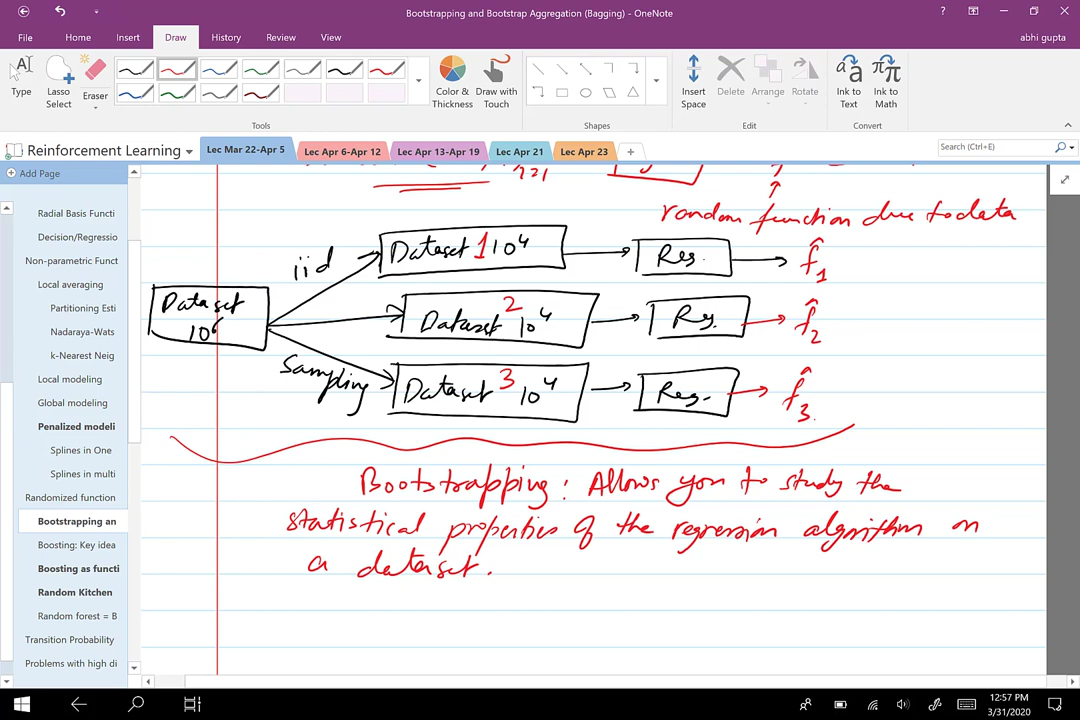 Bootstrapping and Bootstrap Aggregation (Bagging) - OneNote
File Home Insert Draw History Review View
abhi gupta
Type
Lasso Select
Eraser
Color & Thickness
Draw with Touch
Insert Space
Delete
Arrange
Rotate
Ink to Text
Ink to Math
Tools
Shapes
Edit
Convert
Reinforcement Learning
Lec Mar 22-Apr 5
Lec Apr 6-Apr 12
Lec Apr 13-Apr 19
Lec Apr 21
Lec Apr 23
Search (Ctrl+E)
Add Page
Radial Basis Functi
Decision/Regressio
Non-parametric Funct
Local averaging
Partitioning Esti
Nadaraya-Wats
k-Nearest Neig
Local modeling
Global modeling
Penalized modeli
Splines in One
Splines in multi
Randomized function
Bootstrapping an
Boosting: Key idea
Boosting as functi
Random Kitchen
Random forest = B
Transition Probability
Problems with high di
random function due to data
iid
Dataset 1 10⁴
Reg.
f̂₁
Dataset
10⁶
Dataset 2 10⁴
Reg.
f̂₂
Sampling
Dataset 3 10⁴
Reg.
f̂₃.
Bootstrapping: Allows you to study the
statistical properties of the regression algorithm on
a dataset.
12:57 PM
3/31/2020